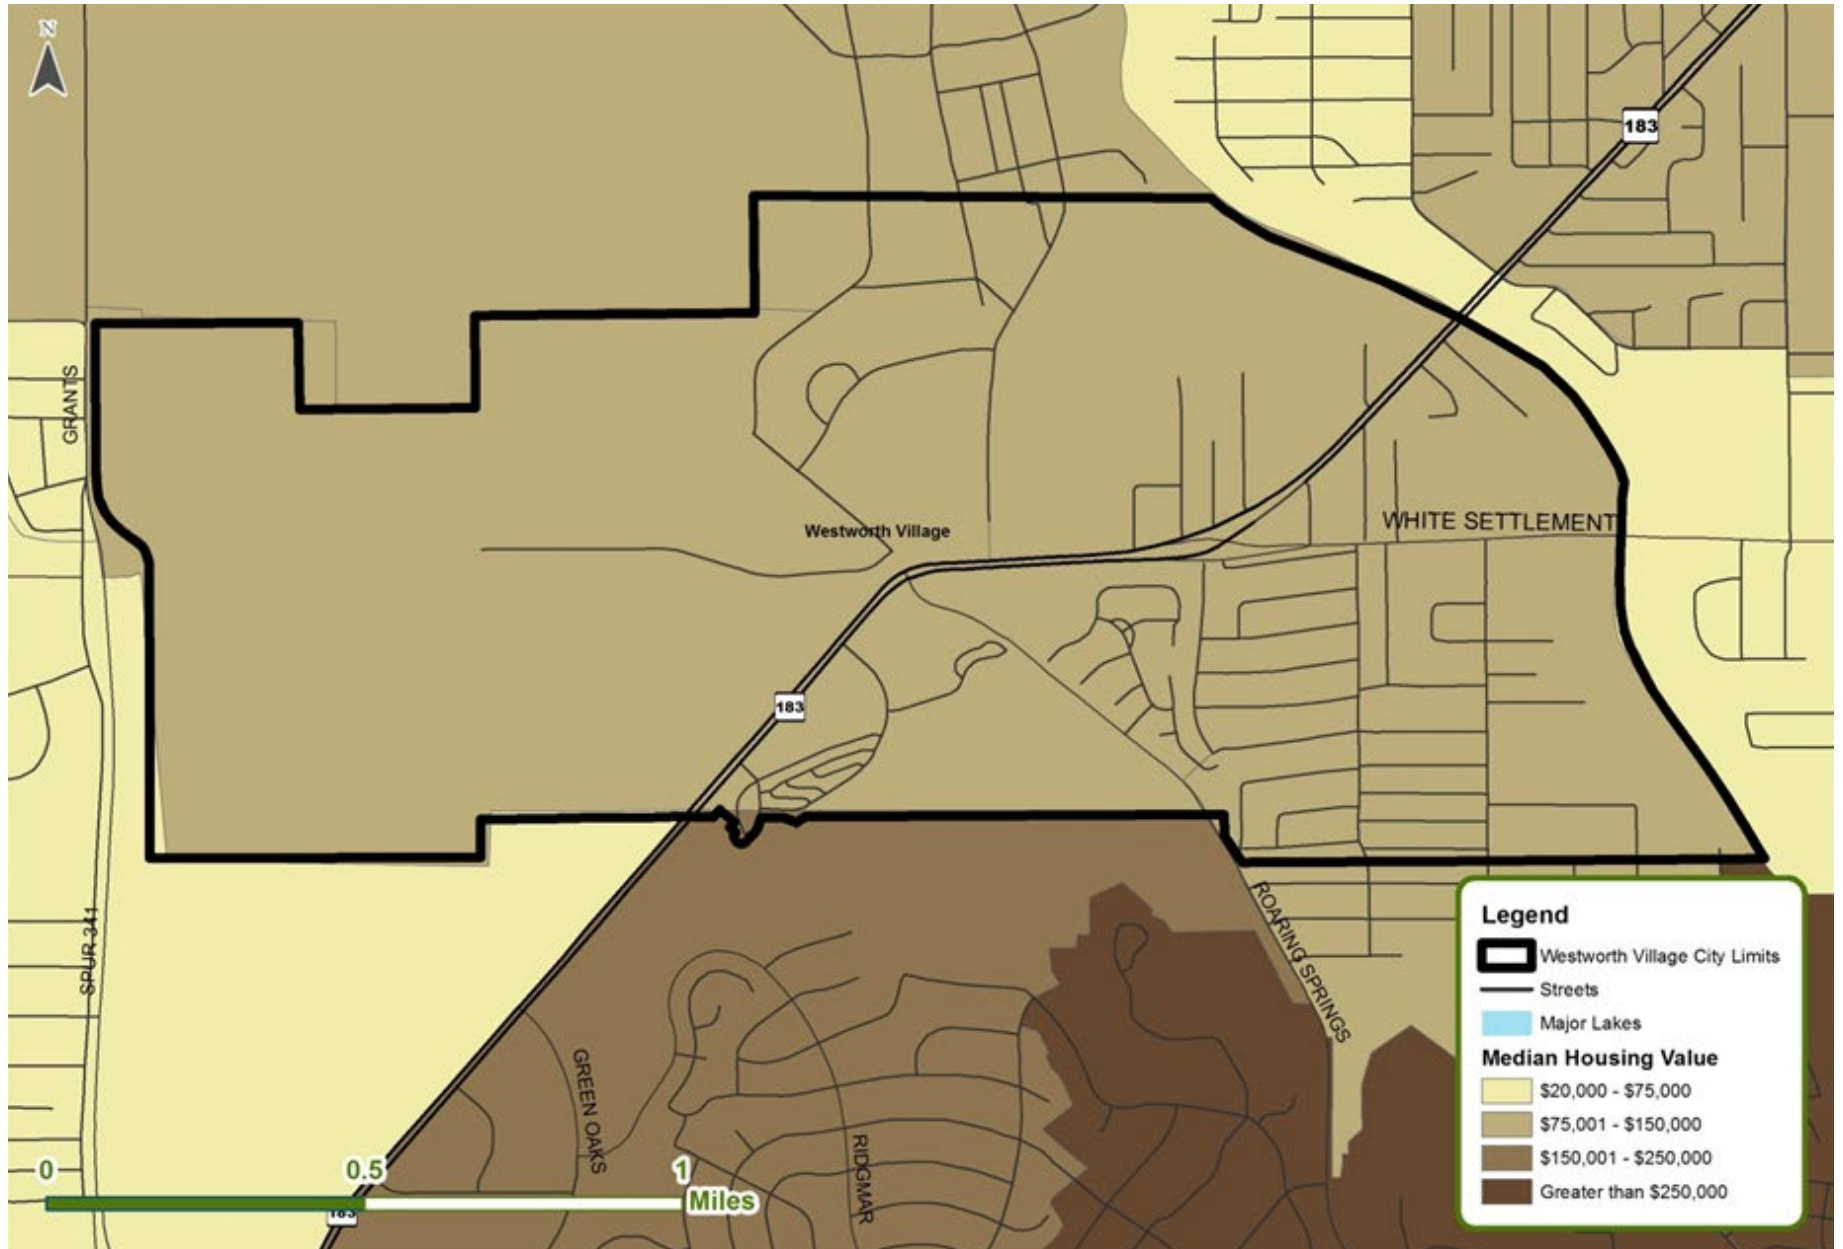 N
183
GRANTS
WHITE SETTLEMENT
Westworth Village
183
SPUR 341
ROARING SPRINGS
GREEN OAKS
RIDGMAR
183
0 0.5 1
Miles
Legend
Westworth Village City Limits
Streets
Major Lakes
Median Housing Value
$20,000 - $75,000
$75,001 - $150,000
$150,001 - $250,000
Greater than $250,000